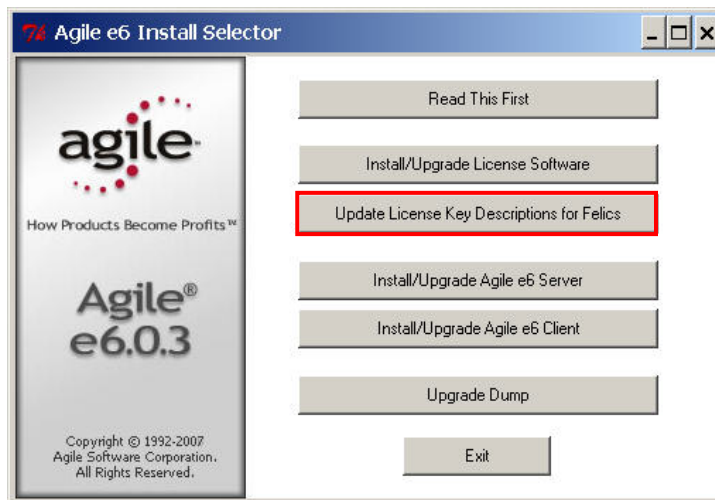 Agile e6 Install Selector
agile™
How Products Become Profits™
Agile®
e6.0.3
Copyright © 1992-2007
Agile Software Corporation.
All Rights Reserved.
Read This First
Install/Upgrade License Software
Update License Key Descriptions for Felics
Install/Upgrade Agile e6 Server
Install/Upgrade Agile e6 Client
Upgrade Dump
Exit